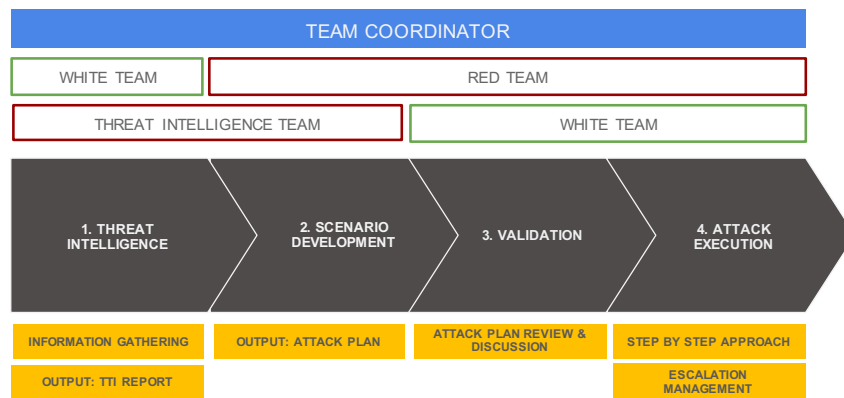 TEAM COORDINATOR
WHITE TEAM
RED TEAM
THREAT INTELLIGENCE TEAM
WHITE TEAM
1. THREAT
INTELLIGENCE
2. SCENARIO
DEVELOPMENT
3. VALIDATION
4. ATTACK
EXECUTION
INFORMATION GATHERING
OUTPUT: TTI REPORT
OUTPUT: ATTACK PLAN
ATTACK PLAN REVIEW &
DISCUSSION
STEP BY STEP APPROACH
ESCALATION
MANAGEMENT